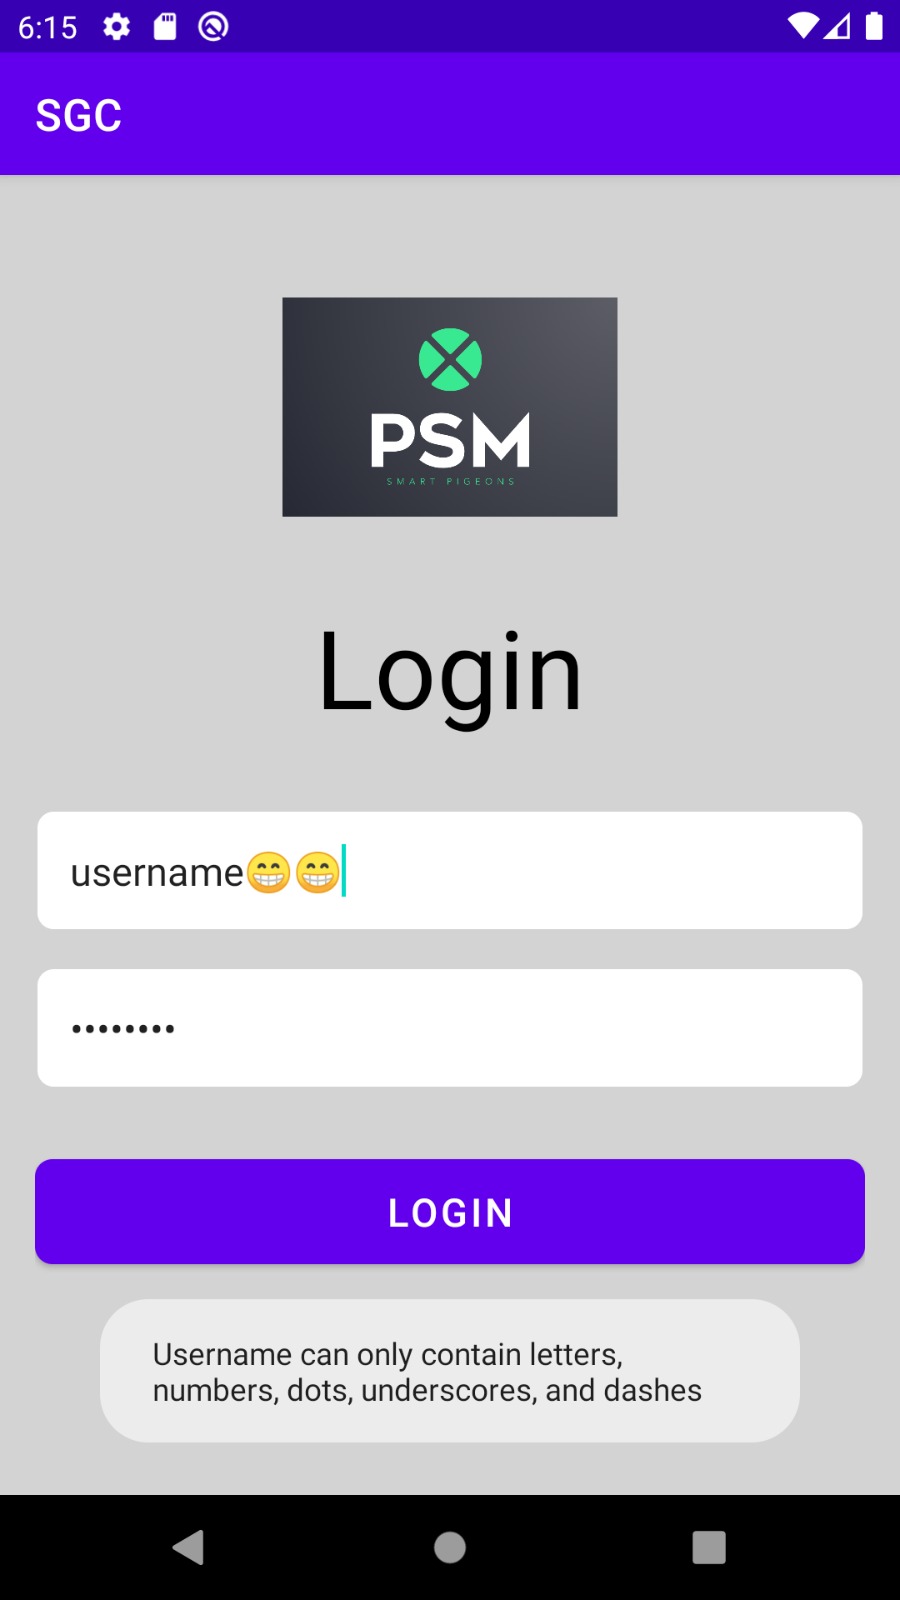 6:15
SGC
PSM
SMART PIGEONS
Login
username😁😁
••••••••
LOGIN
Username can only contain letters,
numbers, dots, underscores, and dashes